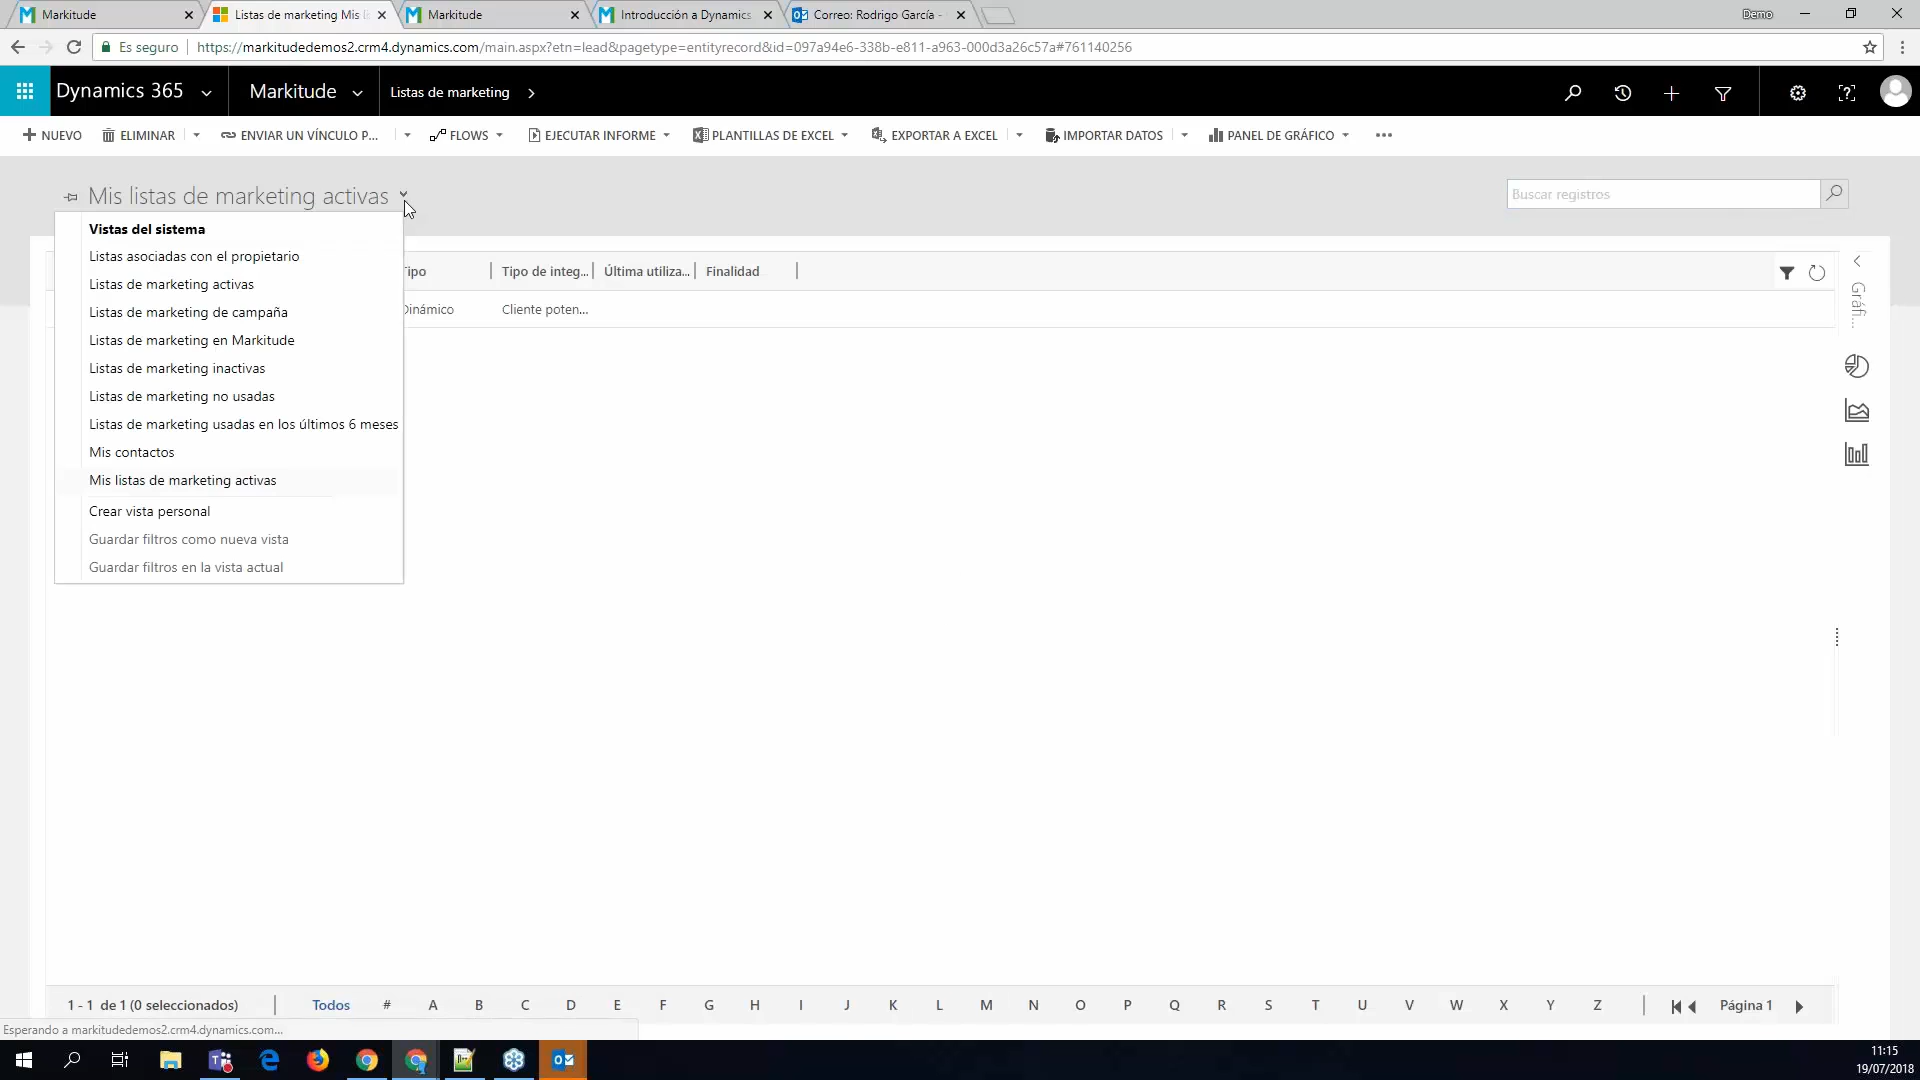 Markitude
Listas de marketing Mis li
Markitude
Introducción a Dynamics
Correo: Rodrigo García -
Demo
Es seguro
https://markitudedemos2.crm4.dynamics.com/main.aspx?etn=lead&pagetype=entityrecord&id=097a94e6-338b-e811-a963-000d3a26c57a#761140256
Dynamics 365
Markitude
Listas de marketing
NUEVO
ELIMINAR
ENVIAR UN VÍNCULO P...
FLOWS
EJECUTAR INFORME
PLANTILLAS DE EXCEL
EXPORTAR A EXCEL
IMPORTAR DATOS
PANEL DE GRÁFICO
Mis listas de marketing activas
Buscar registros
Vistas del sistema
Listas asociadas con el propietario
Listas de marketing activas
Listas de marketing de campaña
Listas de marketing en Markitude
Listas de marketing inactivas
Listas de marketing no usadas
Listas de marketing usadas en los últimos 6 meses
Mis contactos
Mis listas de marketing activas
Crear vista personal
Guardar filtros como nueva vista
Guardar filtros en la vista actual
Tipo de integ...
Última utiliza...
Finalidad
Dinámico
Cliente poten...
Gráfi...
1 - 1 de 1 (0 seleccionados)
Todos # A B C D E F G H I J K L M N O P Q R S T U V W X Y Z
Página 1
Esperando a markitudedemos2.crm4.dynamics.com...
11:15
19/07/2018